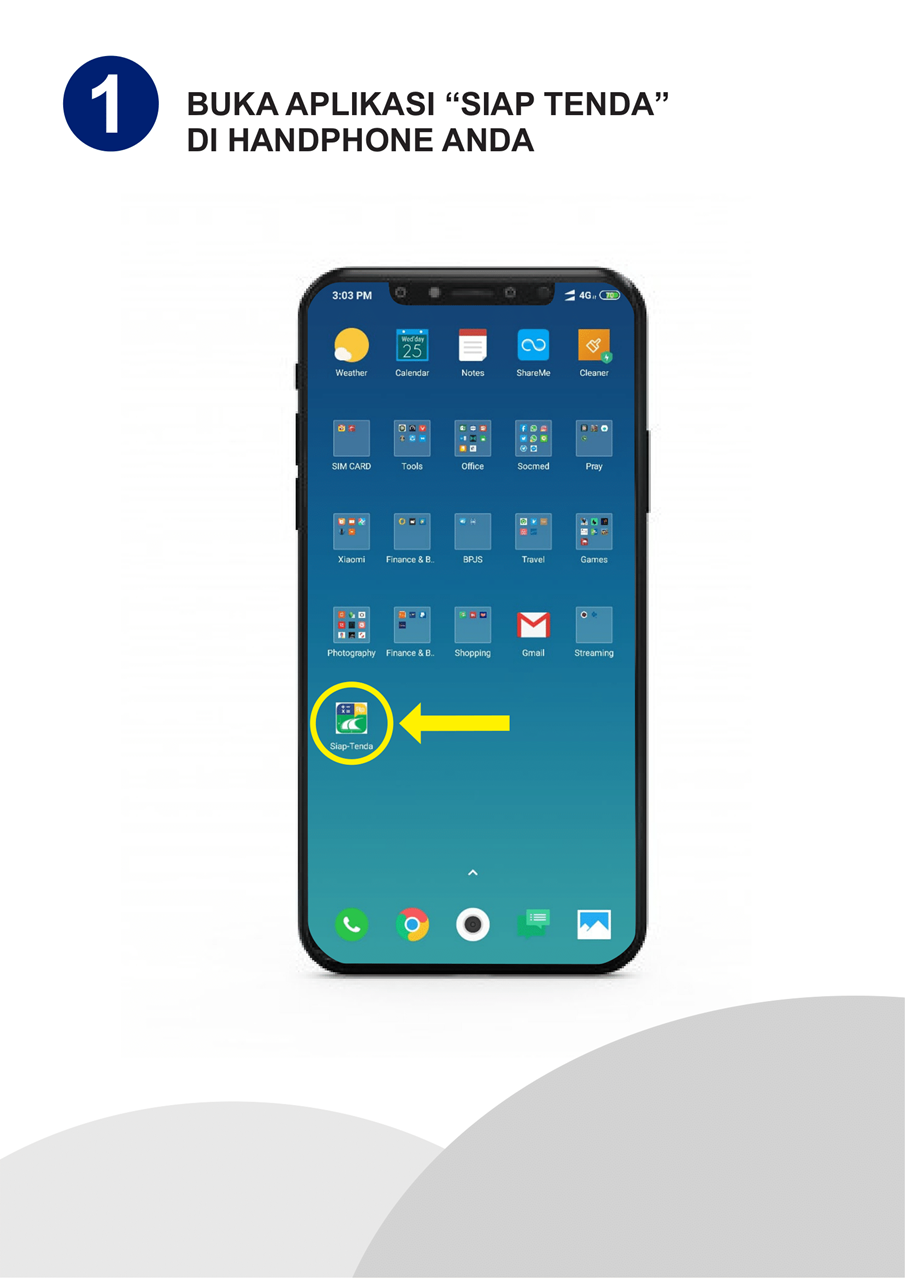 1
BUKA APLIKASI “SIAP TENDA”
DI HANDPHONE ANDA
3:03 PM
4G
70
Wed'day
25
Weather
Calendar
Notes
ShareMe
Cleaner
SIM CARD
Tools
Office
Socmed
Pray
Xiaomi
Finance & B..
BPJS
Travel
Games
Photography
Finance & B..
Shopping
Gmail
Streaming
Siap-Tenda